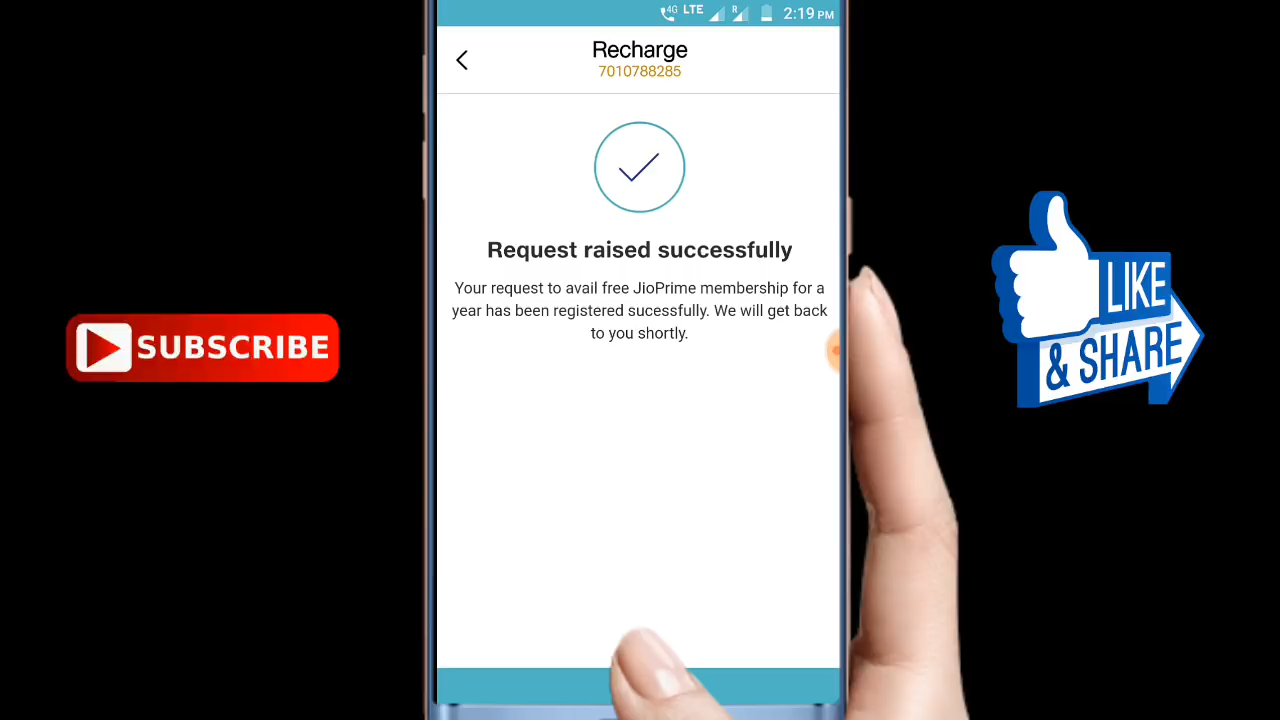 4G LTE R 2:19 PM
Recharge
7010788285
Request raised successfully
Your request to avail free JioPrime membership for a
year has been registered sucessfully. We will get back
to you shortly.
SUBSCRIBE
LIKE
& SHARE